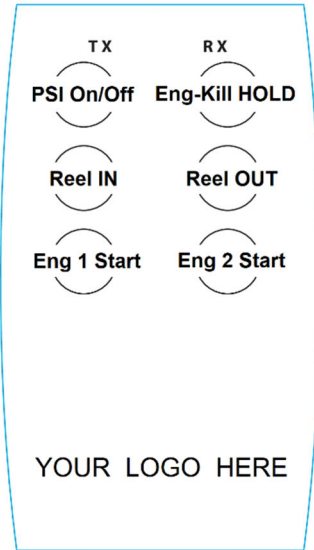 TX RX
PSI On/Off Eng-Kill HOLD
Reel IN Reel OUT
Eng 1 Start Eng 2 Start
YOUR LOGO HERE